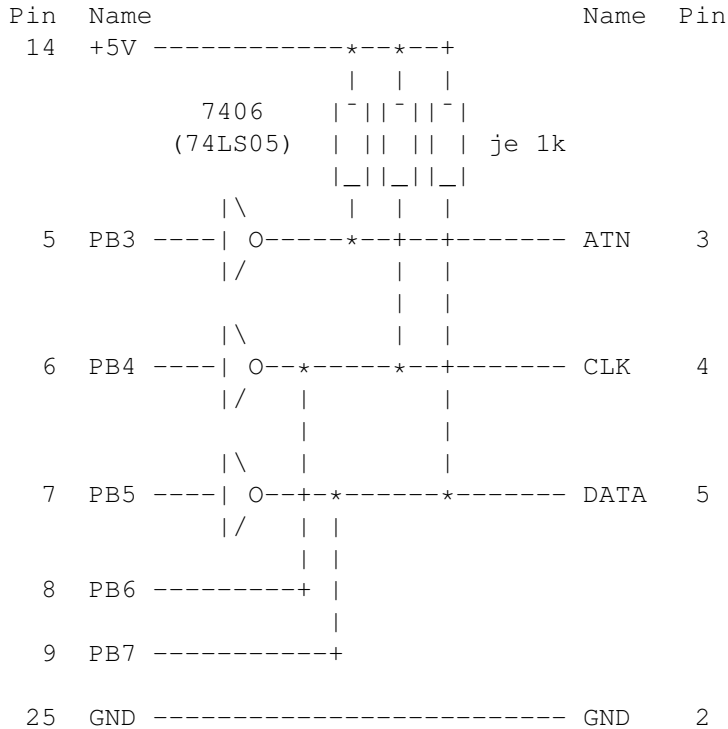 Pin Name Name Pin
14 +5V ------------*--*--+
| | |
7406 |¯||¯||¯|
(74LS05) | || || | je 1k
|_||_||_|
|\ | | |
5 PB3 ----| O-----*--+--+------- ATN 3
|/ | |
| |
|\ | |
6 PB4 ----| O--*-----*--+------- CLK 4
|/ | |
| |
|\ | |
7 PB5 ----| O--+-*------*------- DATA 5
|/ | |
| |
8 PB6 ---------+ |
|
9 PB7 -----------+
25 GND -------------------------- GND 2